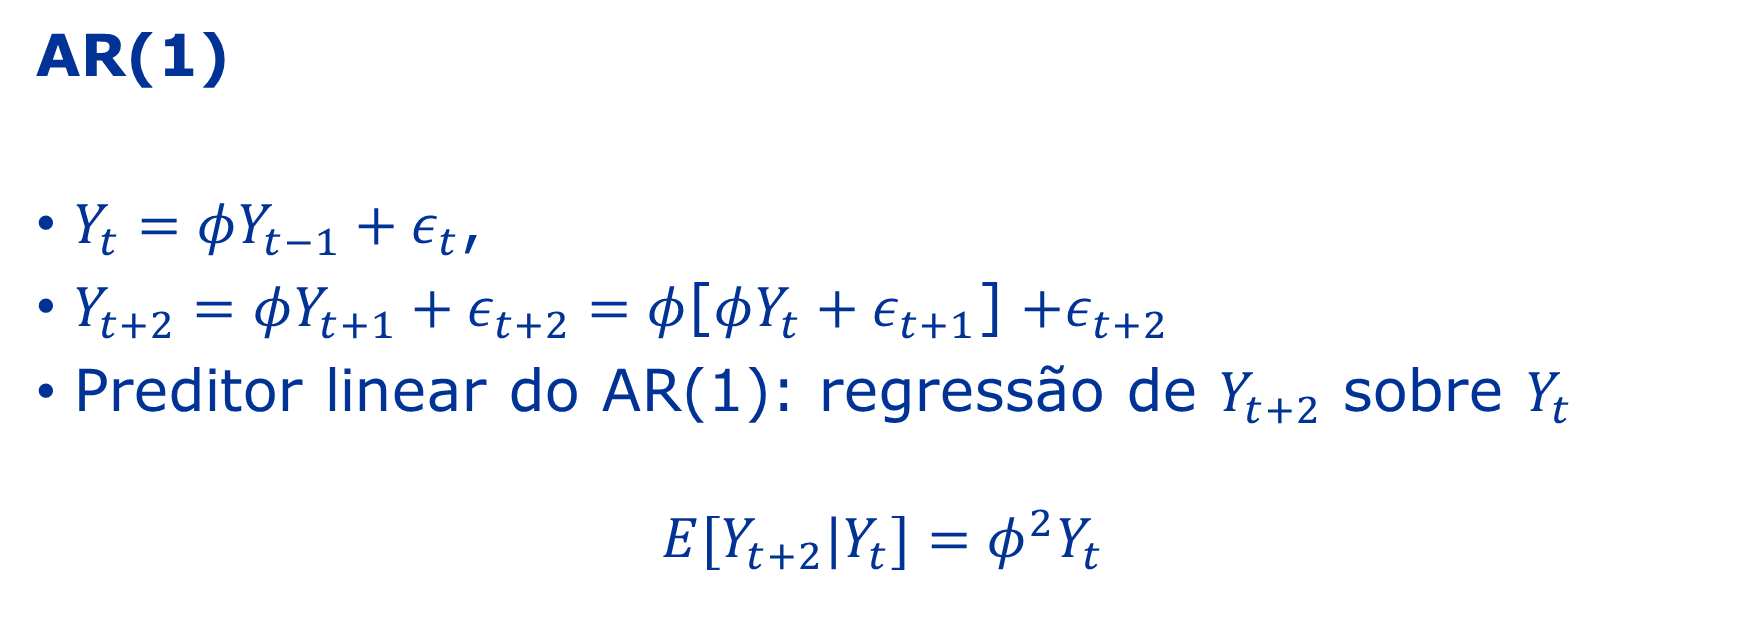 AR(1)
• Yₜ = ϕYₜ₋₁ + ϵₜ,
• Yₜ₊₂ = ϕYₜ₊₁ + ϵₜ₊₂ = ϕ[ϕYₜ + ϵₜ₊₁] +ϵₜ₊₂
• Preditor linear do AR(1): regressão de Yₜ₊₂ sobre Yₜ
E[Yₜ₊₂|Yₜ] = ϕ²Yₜ